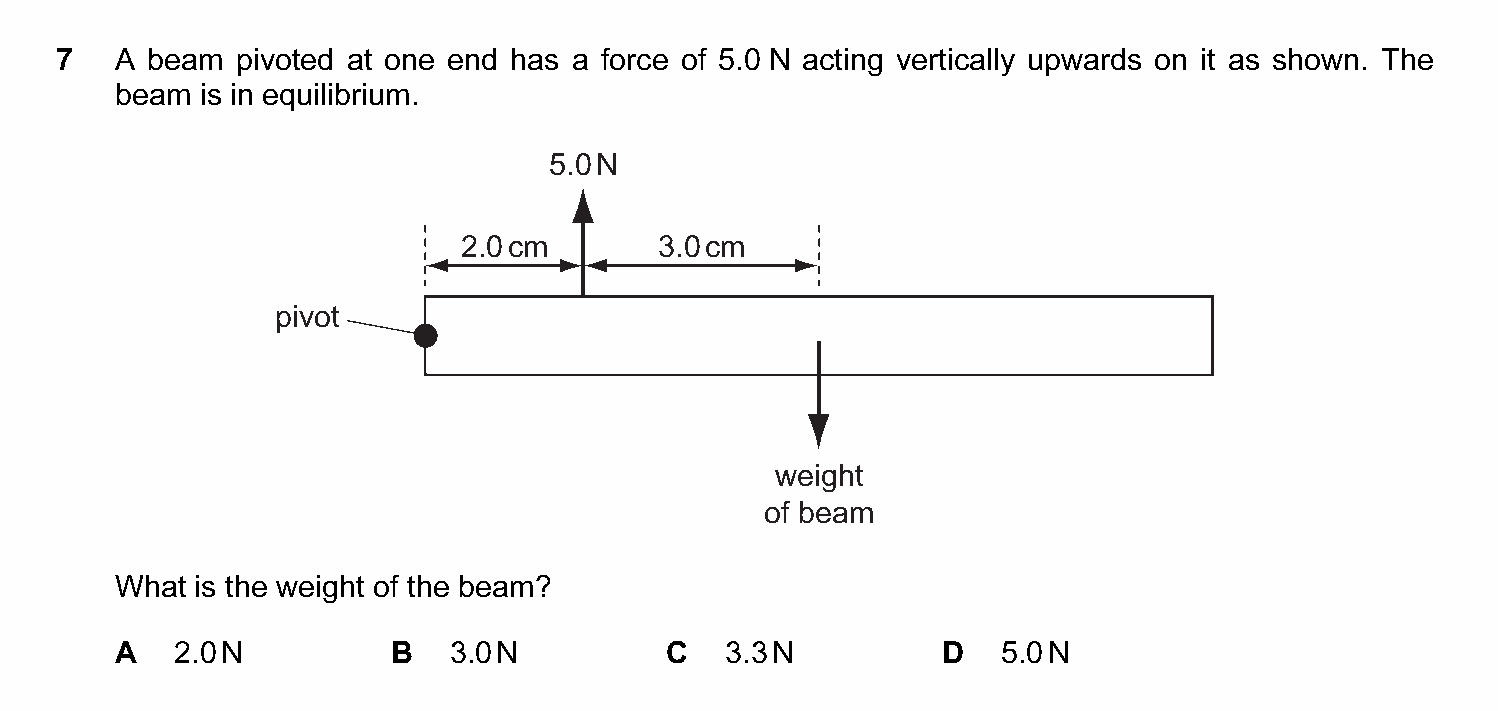 7 A beam pivoted at one end has a force of 5.0 N acting vertically upwards on it as shown. The
beam is in equilibrium.
5.0 N
2.0 cm 3.0 cm
pivot
weight
of beam
What is the weight of the beam?
A 2.0 N B 3.0 N C 3.3 N D 5.0 N